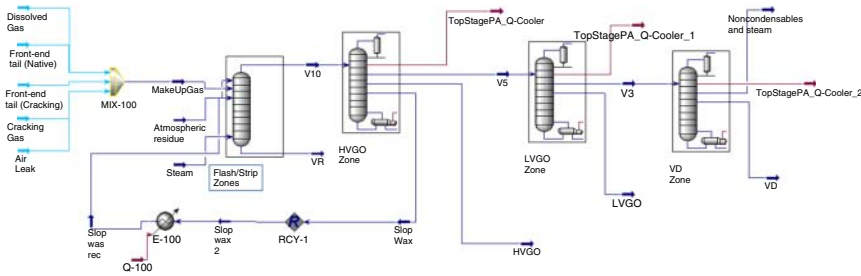 Dissolved
Gas
Front-end
tail (Native)
Front-end
tail (Cracking)
Cracking
Gas
Air
Leak
MIX-100
MakeUpGas
Atmospheric
residue
Steam
Flash/Strip
Zones
V10
VR
HVGO
Zone
TopStagePA_Q-Cooler
V5
TopStagePA_Q-Cooler_1
LVGO
Zone
V3
LVGO
Noncondensables
and steam
TopStagePA_Q-Cooler_2
VD
Zone
VD
HVGO
Slop
Wax
R
RCY-1
Slop
wax
2
E-100
Q-100
Slop
was
rec